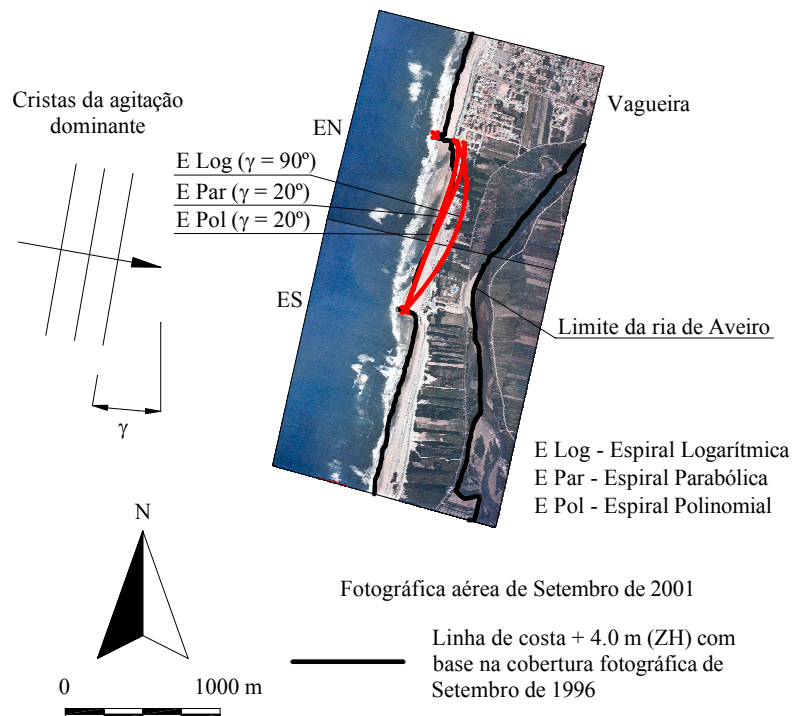 Cristas da agitação
dominante
Vagueira
EN
E Log (γ = 90º)
E Par (γ = 20º)
E Pol (γ = 20º)
ES
Limite da ria de Aveiro
γ
E Log - Espiral Logarítmica
E Par - Espiral Parabólica
E Pol - Espiral Polinomial
N
Fotográfica aérea de Setembro de 2001
Linha de costa + 4.0 m (ZH) com
base na cobertura fotográfica de
Setembro de 1996
0 1000 m